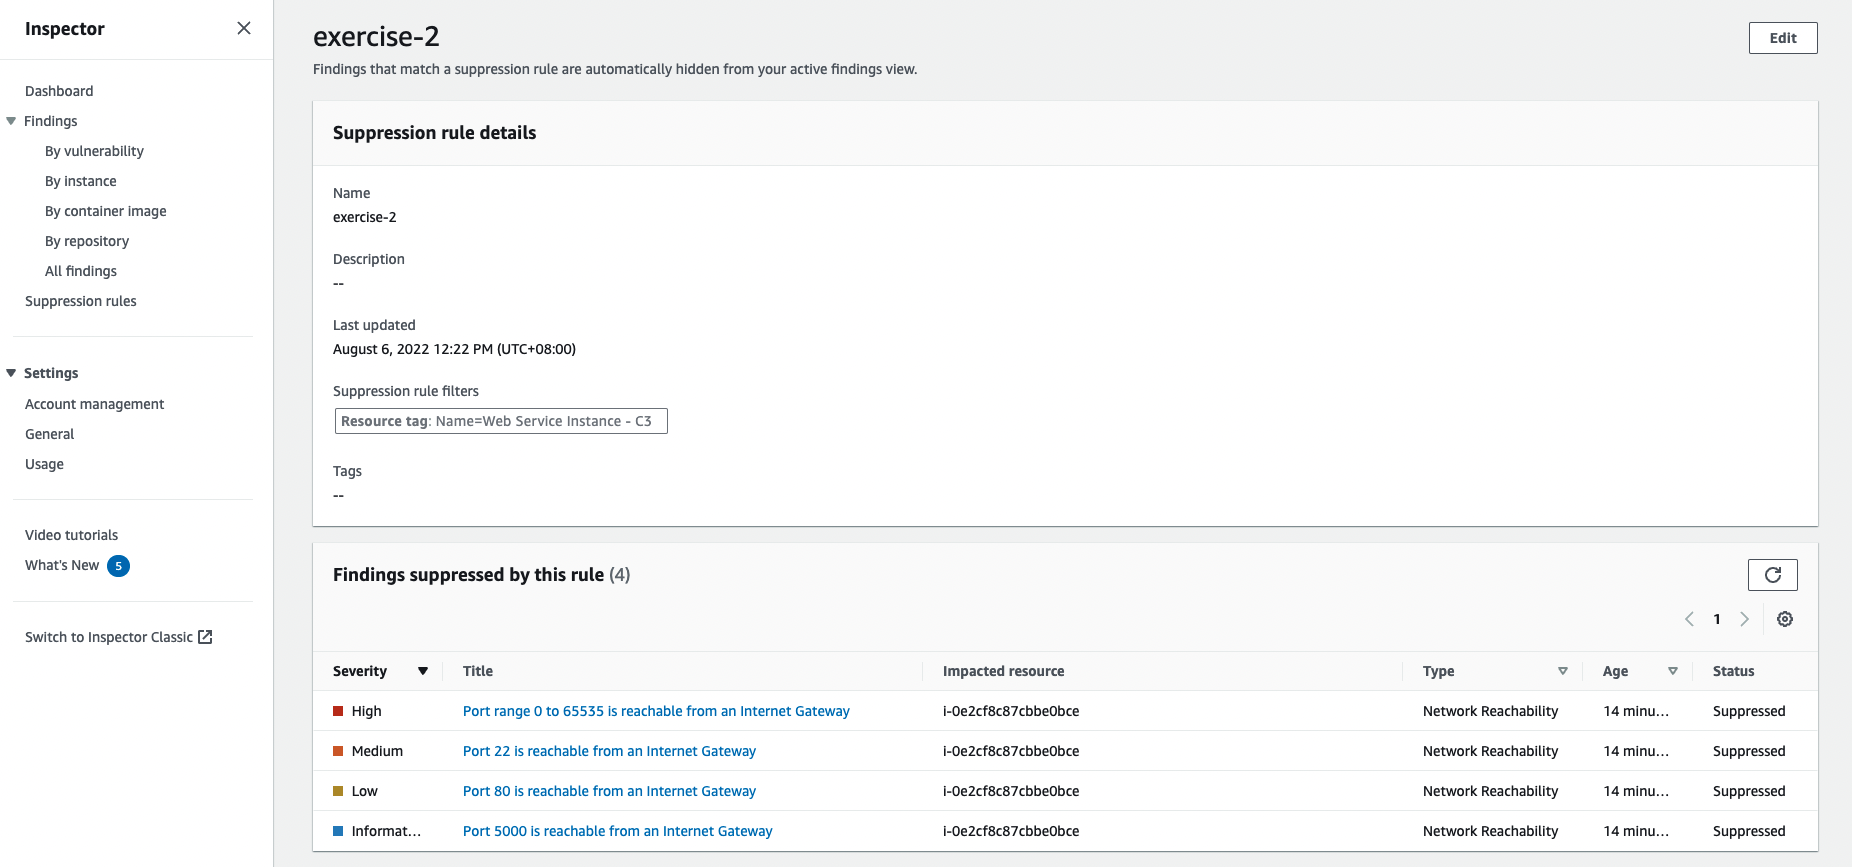 Inspector
Dashboard
Findings
By vulnerability
By instance
By container image
By repository
All findings
Suppression rules
Settings
Account management
General
Usage
Video tutorials
What's New 5
Switch to Inspector Classic
exercise-2
Edit
Findings that match a suppression rule are automatically hidden from your active findings view.
Suppression rule details
Name
exercise-2
Description
--
Last updated
August 6, 2022 12:22 PM (UTC+08:00)
Suppression rule filters
Resource tag: Name=Web Service Instance - C3
Tags
--
Findings suppressed by this rule (4)
1
Severity Title Impacted resource Type Age Status
High Port range 0 to 65535 is reachable from an Internet Gateway i-0e2cf8c87cbbe0bce Network Reachability 14 minu... Suppressed
Medium Port 22 is reachable from an Internet Gateway i-0e2cf8c87cbbe0bce Network Reachability 14 minu... Suppressed
Low Port 80 is reachable from an Internet Gateway i-0e2cf8c87cbbe0bce Network Reachability 14 minu... Suppressed
Informat... Port 5000 is reachable from an Internet Gateway i-0e2cf8c87cbbe0bce Network Reachability 14 minu... Suppressed